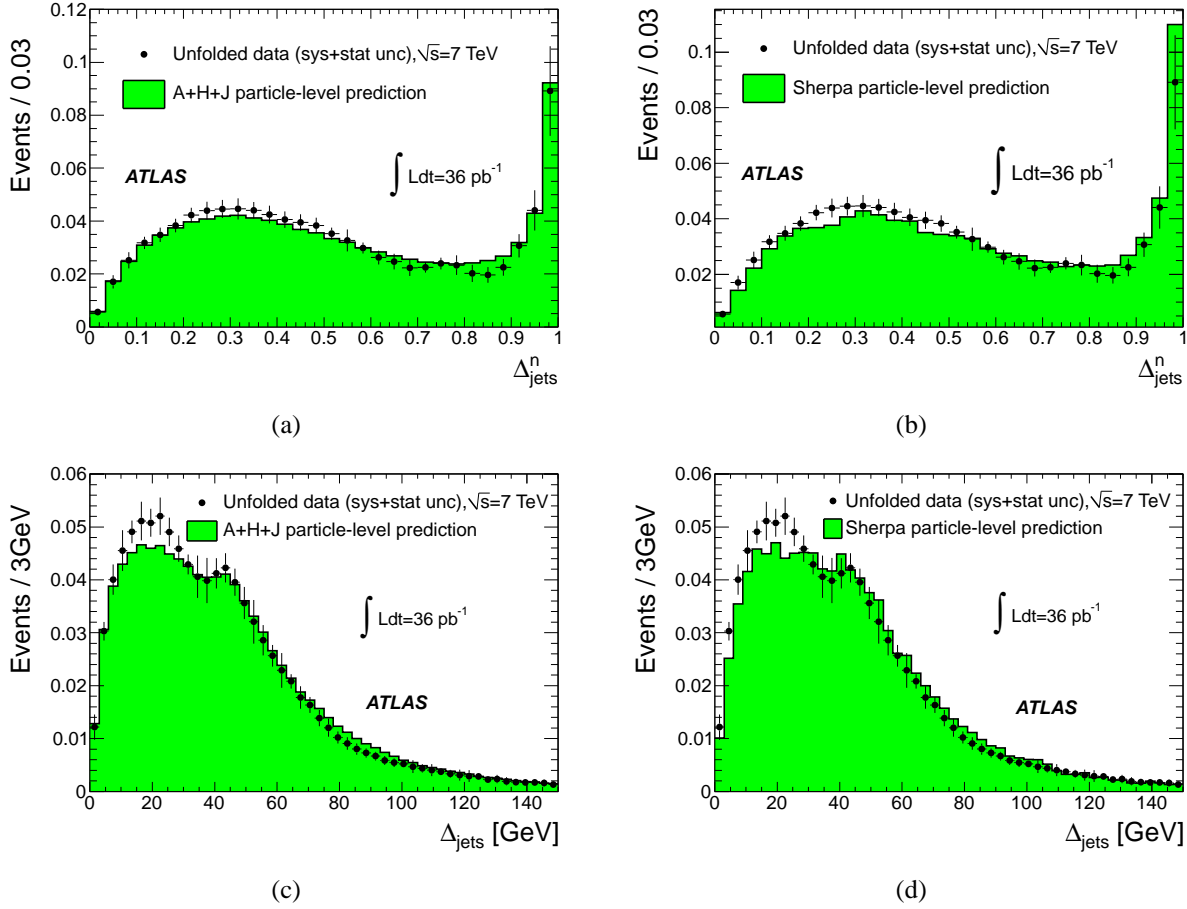 Events / 0.03
0.12
0.1
0.08
0.06
0.04
0.02
0
Unfolded data (sys+stat unc),√s=7 TeV
A+H+J particle-level prediction
ATLAS
∫ Ldt=36 pb⁻¹
0 0.1 0.2 0.3 0.4 0.5 0.6 0.7 0.8 0.9 1
Δⁿjets
(a)
Events / 0.03
0.1
0.08
0.06
0.04
0.02
Unfolded data (sys+stat unc),√s=7 TeV
Sherpa particle-level prediction
ATLAS
∫ Ldt=36 pb⁻¹
0 0.1 0.2 0.3 0.4 0.5 0.6 0.7 0.8 0.9 1
Δⁿjets
(b)
Events / 3GeV
0.06
0.05
0.04
0.03
0.02
0.01
0
Unfolded data (sys+stat unc),√s=7 TeV
A+H+J particle-level prediction
∫ Ldt=36 pb⁻¹
ATLAS
0 20 40 60 80 100 120 140
Δjets [GeV]
(c)
Events / 3GeV
0.06
0.05
0.04
0.03
0.02
0.01
0
Unfolded data (sys+stat unc),√s=7 TeV
Sherpa particle-level prediction
∫ Ldt=36 pb⁻¹
ATLAS
0 20 40 60 80 100 120 140
Δjets [GeV]
(d)